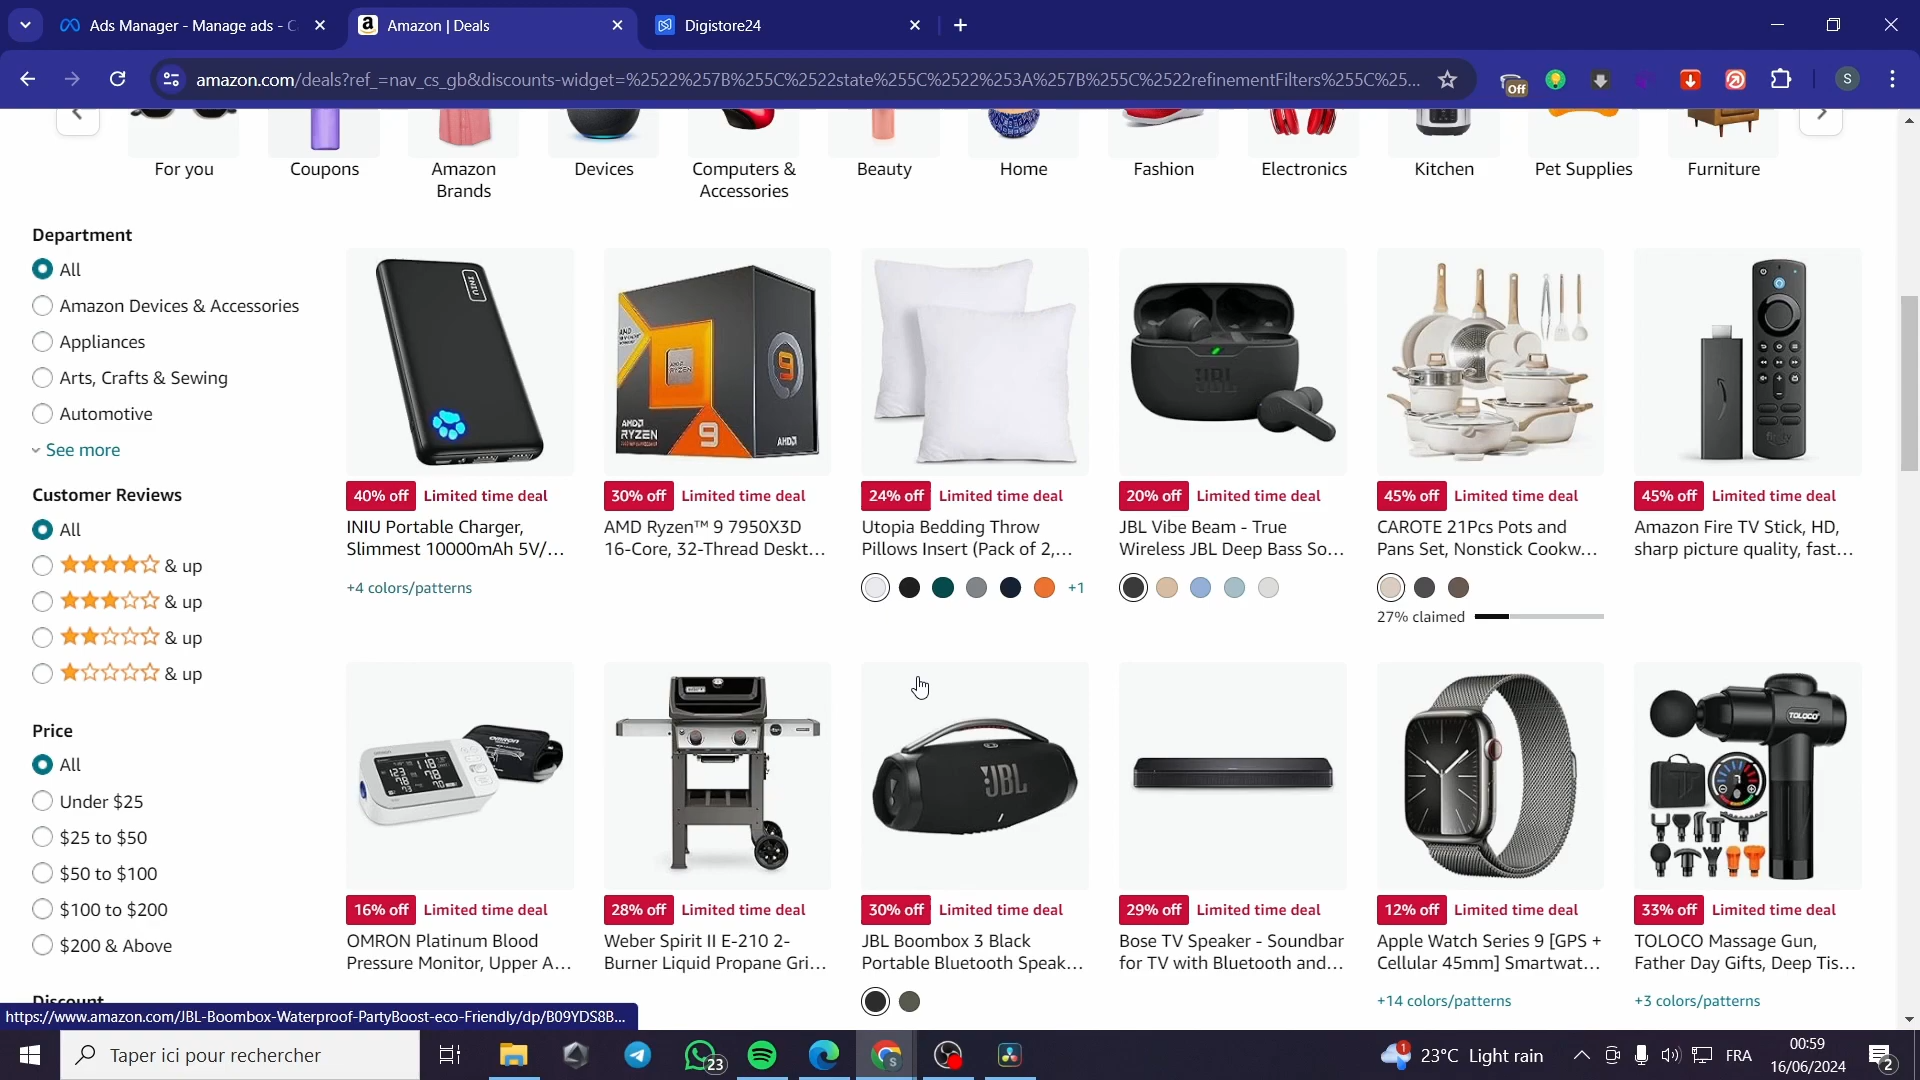 Ads Manager - Manage ads - C
Amazon | Deals
Digistore24
amazon.com/deals?ref_=nav_cs_gb&discounts-widget=%2522%257B%255C%2522state%255C%2522%253A%257B%255C%2522refinementFilters%255C%25...
Off
S
For you
Coupons
Amazon
Brands
Devices
Computers &
Accessories
Beauty
Home
Fashion
Electronics
Kitchen
Pet Supplies
Furniture
Department
All
Amazon Devices & Accessories
Appliances
Arts, Crafts & Sewing
Automotive
See more
Customer Reviews
All
& up
& up
& up
& up
Price
All
Under $25
$25 to $50
$50 to $100
$100 to $200
$200 & Above
Discount
INIU
40% off Limited time deal
INIU Portable Charger,
Slimmest 10000mAh 5V/...
+4 colors/patterns
AMD
RYZEN
9
9
AMD
30% off Limited time deal
AMD Ryzen™ 9 7950X3D
16-Core, 32-Thread Deskt...
24% off Limited time deal
Utopia Bedding Throw
Pillows Insert (Pack of 2,...
+1
JBL
20% off Limited time deal
JBL Vibe Beam - True
Wireless JBL Deep Bass So...
45% off Limited time deal
CAROTE 21Pcs Pots and
Pans Set, Nonstick Cookw...
27% claimed
45% off Limited time deal
Amazon Fire TV Stick, HD,
sharp picture quality, fast...
16% off Limited time deal
OMRON Platinum Blood
Pressure Monitor, Upper A...
28% off Limited time deal
Weber Spirit II E-210 2-
Burner Liquid Propane Gri...
JBL
30% off Limited time deal
JBL Boombox 3 Black
Portable Bluetooth Speak...
29% off Limited time deal
Bose TV Speaker - Soundbar
for TV with Bluetooth and...
12% off Limited time deal
Apple Watch Series 9 [GPS +
Cellular 45mm] Smartwat...
+14 colors/patterns
TOLOCO
33% off Limited time deal
TOLOCO Massage Gun,
Father Day Gifts, Deep Tis...
+3 colors/patterns
https://www.amazon.com/JBL-Boombox-Waterproof-PartyBoost-eco-Friendly/dp/B09YDS8B...
Taper ici pour rechercher
23
1
23°C Light rain
FRA
00:59
16/06/2024
2